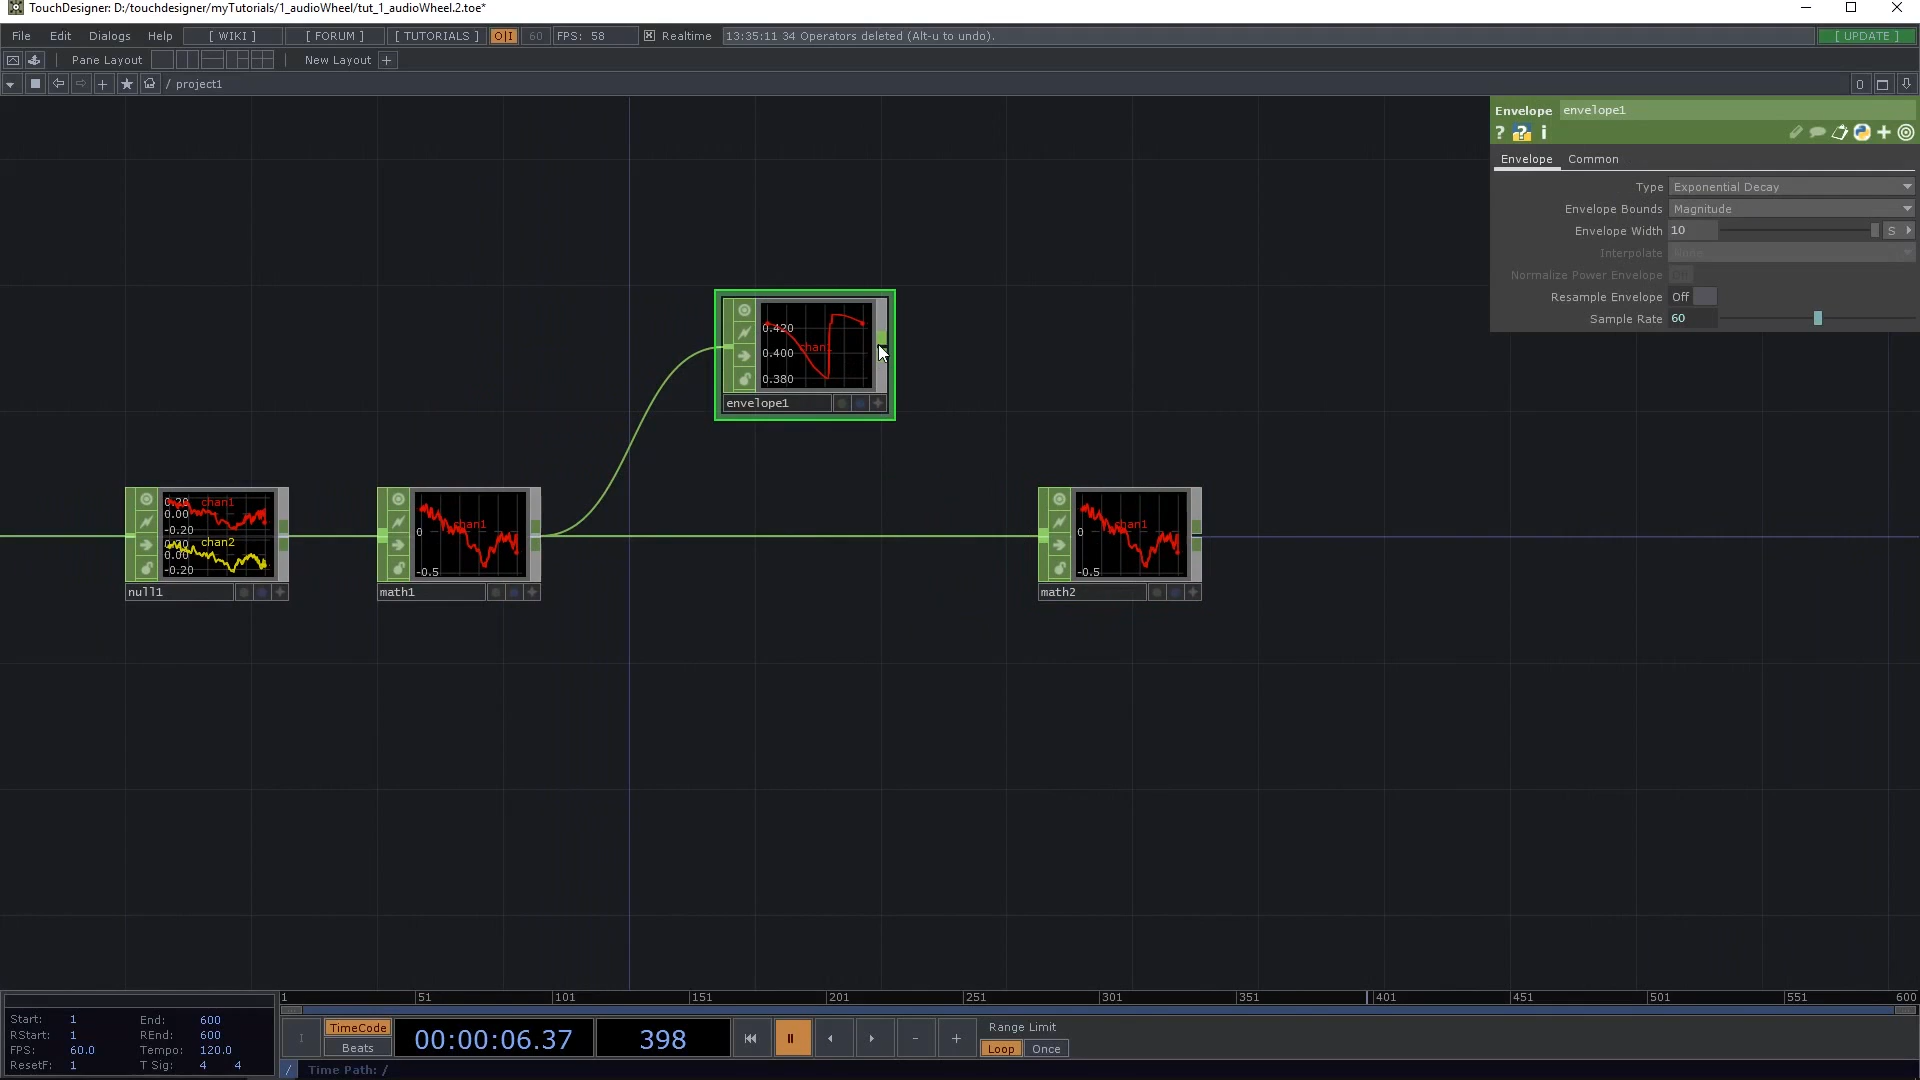 TouchDesigner: D:/touchdesigner/myTutorials/1_audioWheel/tut_1_audioWheel.2.toe*
File Edit Dialogs Help [ WIKI ] [ FORUM ] [ TUTORIALS ] O|I 60 FPS: 58 Realtime 13:35:11 34 Operators deleted (Alt-u to undo). [ UPDATE ]
Pane Layout New Layout +
/ project1 0
Envelope envelope1
? ? i
Envelope Common
Type Exponential Decay
Envelope Bounds Magnitude
Envelope Width 10 S
Interpolate None
Normalize Power Envelope Off
Resample Envelope Off
Sample Rate 60
0.420
chan1
0.400
0.380
envelope1
0.20 chan1
0.00
-0.20
chan2
0.00
-0.20
null1
chan1
0
-0.5
math1
chan1
0
-0.5
math2
1 51 101 151 201 251 301 351 401 451 501 551 600
Start: 1 End: 600
RStart: 1 REnd: 600
FPS: 60.0 Tempo: 120.0
ResetF: 1 T Sig: 4 4
I TimeCode Beats 00:00:06.37 398 - +
Range Limit
Loop Once
/ Time Path: /